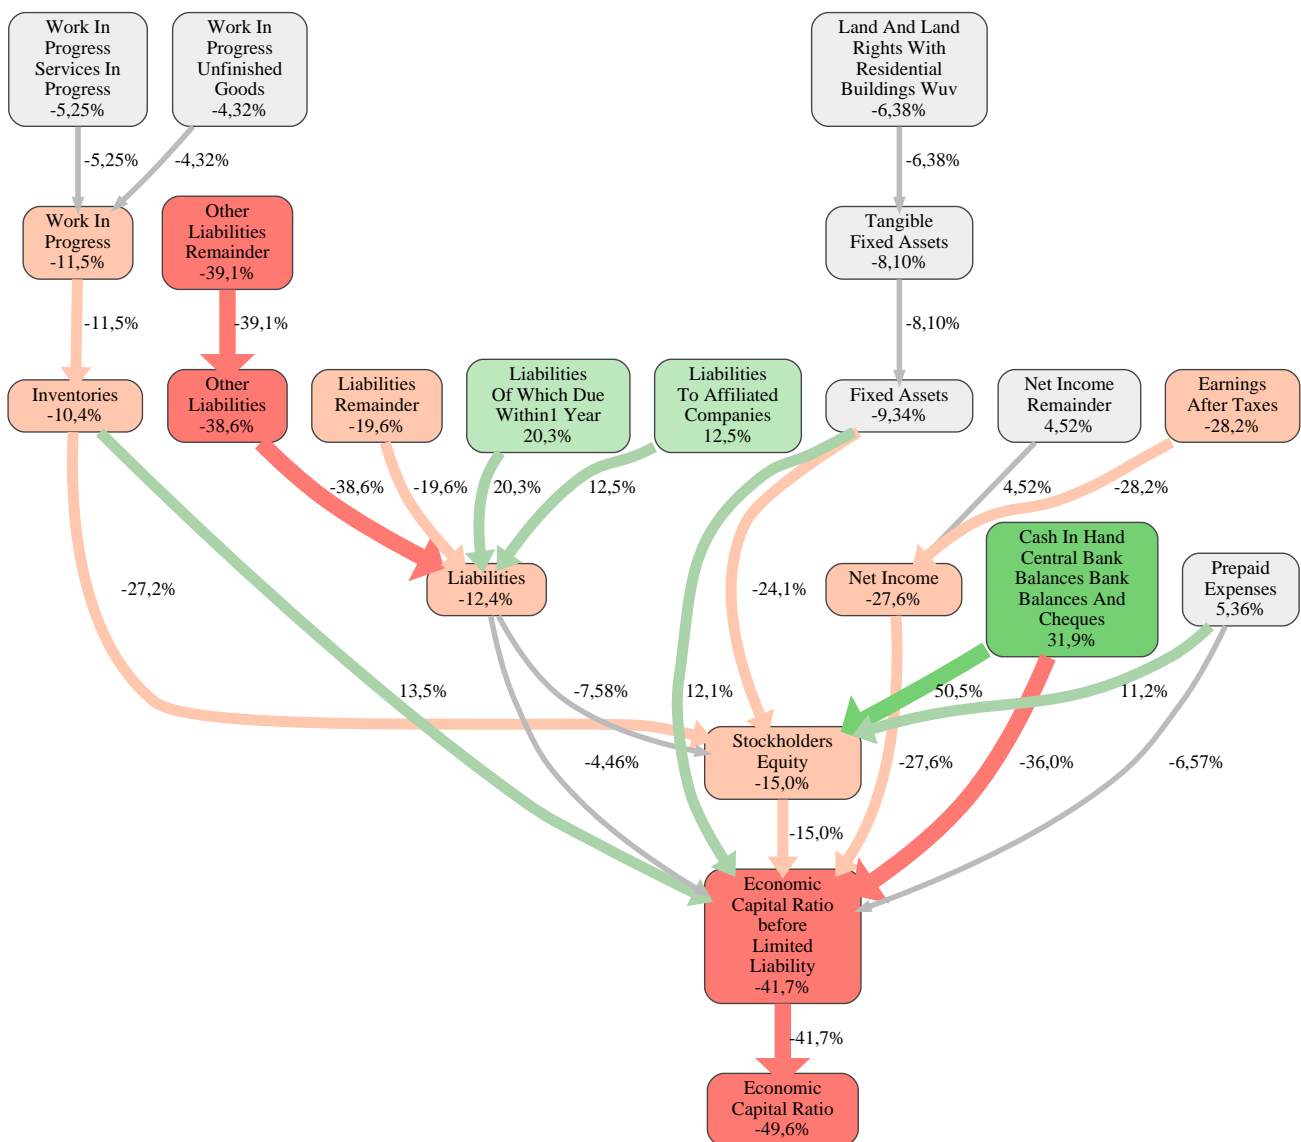 Work In
Progress
Services In
Progress
-5,25%
Work In
Progress
Unfinished
Goods
-4,32%
Land And Land
Rights With
Residential
Buildings Wuv
-6,38%
-5,25%
-4,32%
-6,38%
Work In
Progress
-11,5%
Other
Liabilities
Remainder
-39,1%
Tangible
Fixed Assets
-8,10%
-11,5%
-39,1%
-8,10%
Inventories
-10,4%
Other
Liabilities
-38,6%
Liabilities
Remainder
-19,6%
Liabilities
Of Which Due
Within1 Year
20,3%
Liabilities
To Affiliated
Companies
12,5%
Fixed Assets
-9,34%
Net Income
Remainder
4,52%
Earnings
After Taxes
-28,2%
-38,6%
-19,6%
20,3%
12,5%
4,52%
-28,2%
-27,2%
Liabilities
-12,4%
-24,1%
Net Income
-27,6%
Cash In Hand
Central Bank
Balances Bank
Balances And
Cheques
31,9%
Prepaid
Expenses
5,36%
13,5%
-7,58%
12,1%
50,5%
11,2%
-4,46%
Stockholders
Equity
-15,0%
-27,6%
-36,0%
-6,57%
-15,0%
Economic
Capital Ratio
before
Limited
Liability
-41,7%
-41,7%
Economic
Capital Ratio
-49,6%